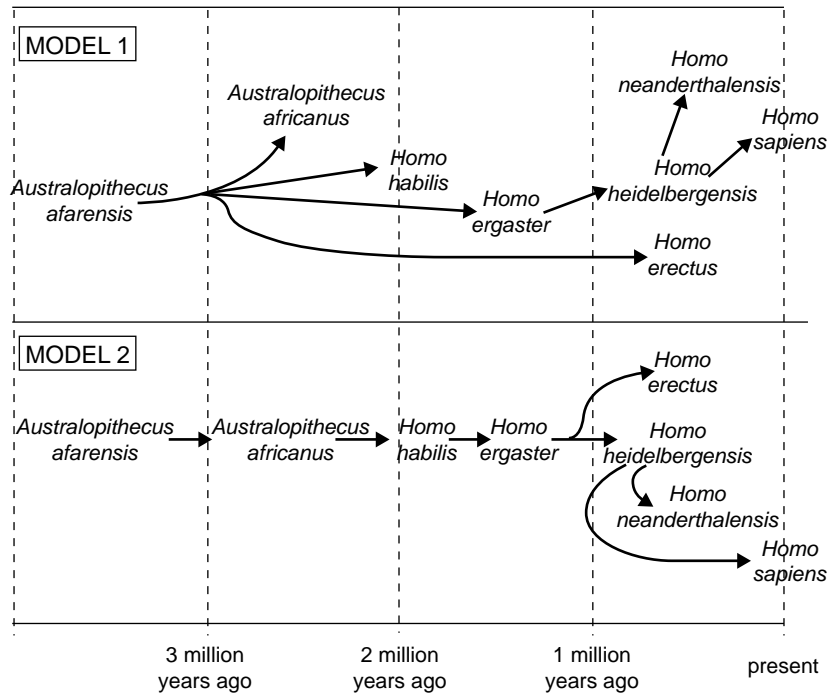 MODEL 1
Australopithecus
afarensis
Australopithecus
africanus
Homo
habilis
Homo
ergaster
Homo
heidelbergensis
Homo
neanderthalensis
Homo
sapiens
Homo
erectus
MODEL 2
Australopithecus
afarensis
Australopithecus
africanus
Homo
habilis
Homo
ergaster
Homo
erectus
Homo
heidelbergensis
Homo
neanderthalensis
Homo
sapiens
3 million
years ago
2 million
years ago
1 million
years ago
present